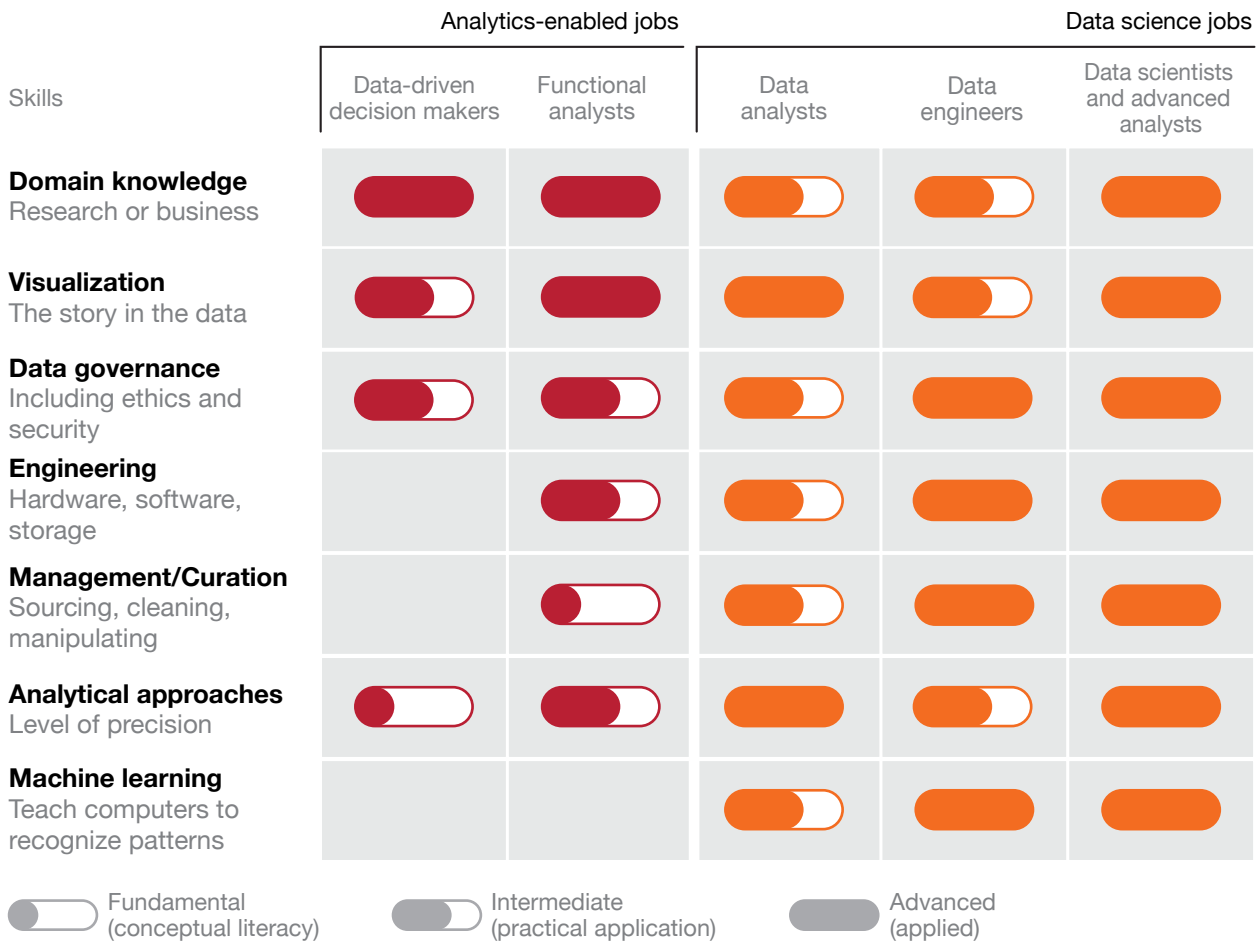 Analytics-enabled jobs
Data science jobs
Skills
Data-driven
decision makers
Functional
analysts
Data
analysts
Data
engineers
Data scientists
and advanced
analysts
Domain knowledge
Research or business
Visualization
The story in the data
Data governance
Including ethics and
security
Engineering
Hardware, software,
storage
Management/Curation
Sourcing, cleaning,
manipulating
Analytical approaches
Level of precision
Machine learning
Teach computers to
recognize patterns
Fundamental
(conceptual literacy)
Intermediate
(practical application)
Advanced
(applied)